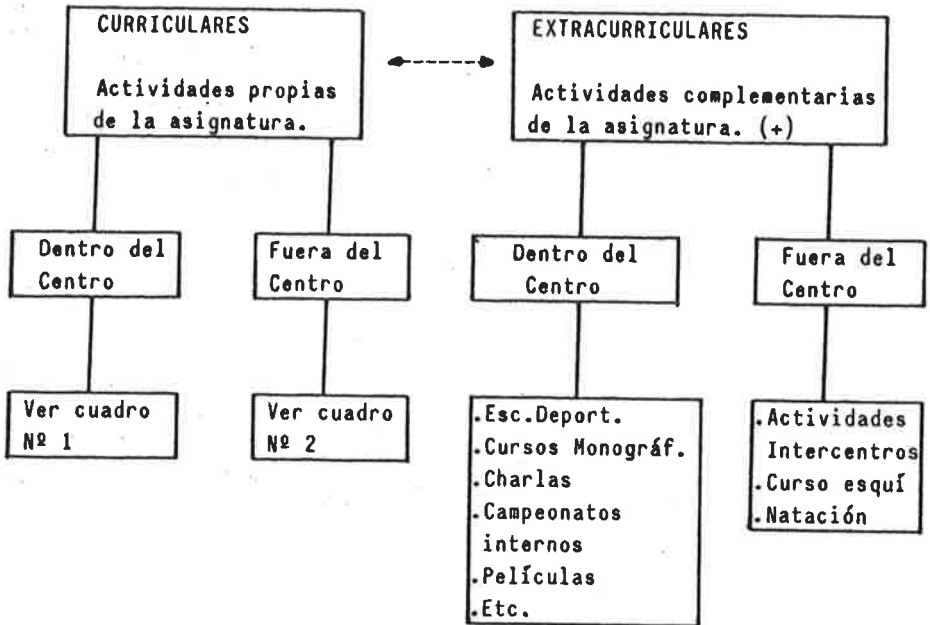 CURRICULARES
Actividades propias
de la asignatura.
EXTRACURRICULARES
Actividades complementarias
de la asignatura. (+)
Dentro del
Centro
Fuera del
Centro
Dentro del
Centro
Fuera del
Centro
Ver cuadro
Nº 1
Ver cuadro
Nº 2
.Esc.Deport.
.Cursos Monográf.
.Charlas
.Campeonatos
internos
.Películas
.Etc.
.Actividades
Intercentros
.Curso esquí
.Natación